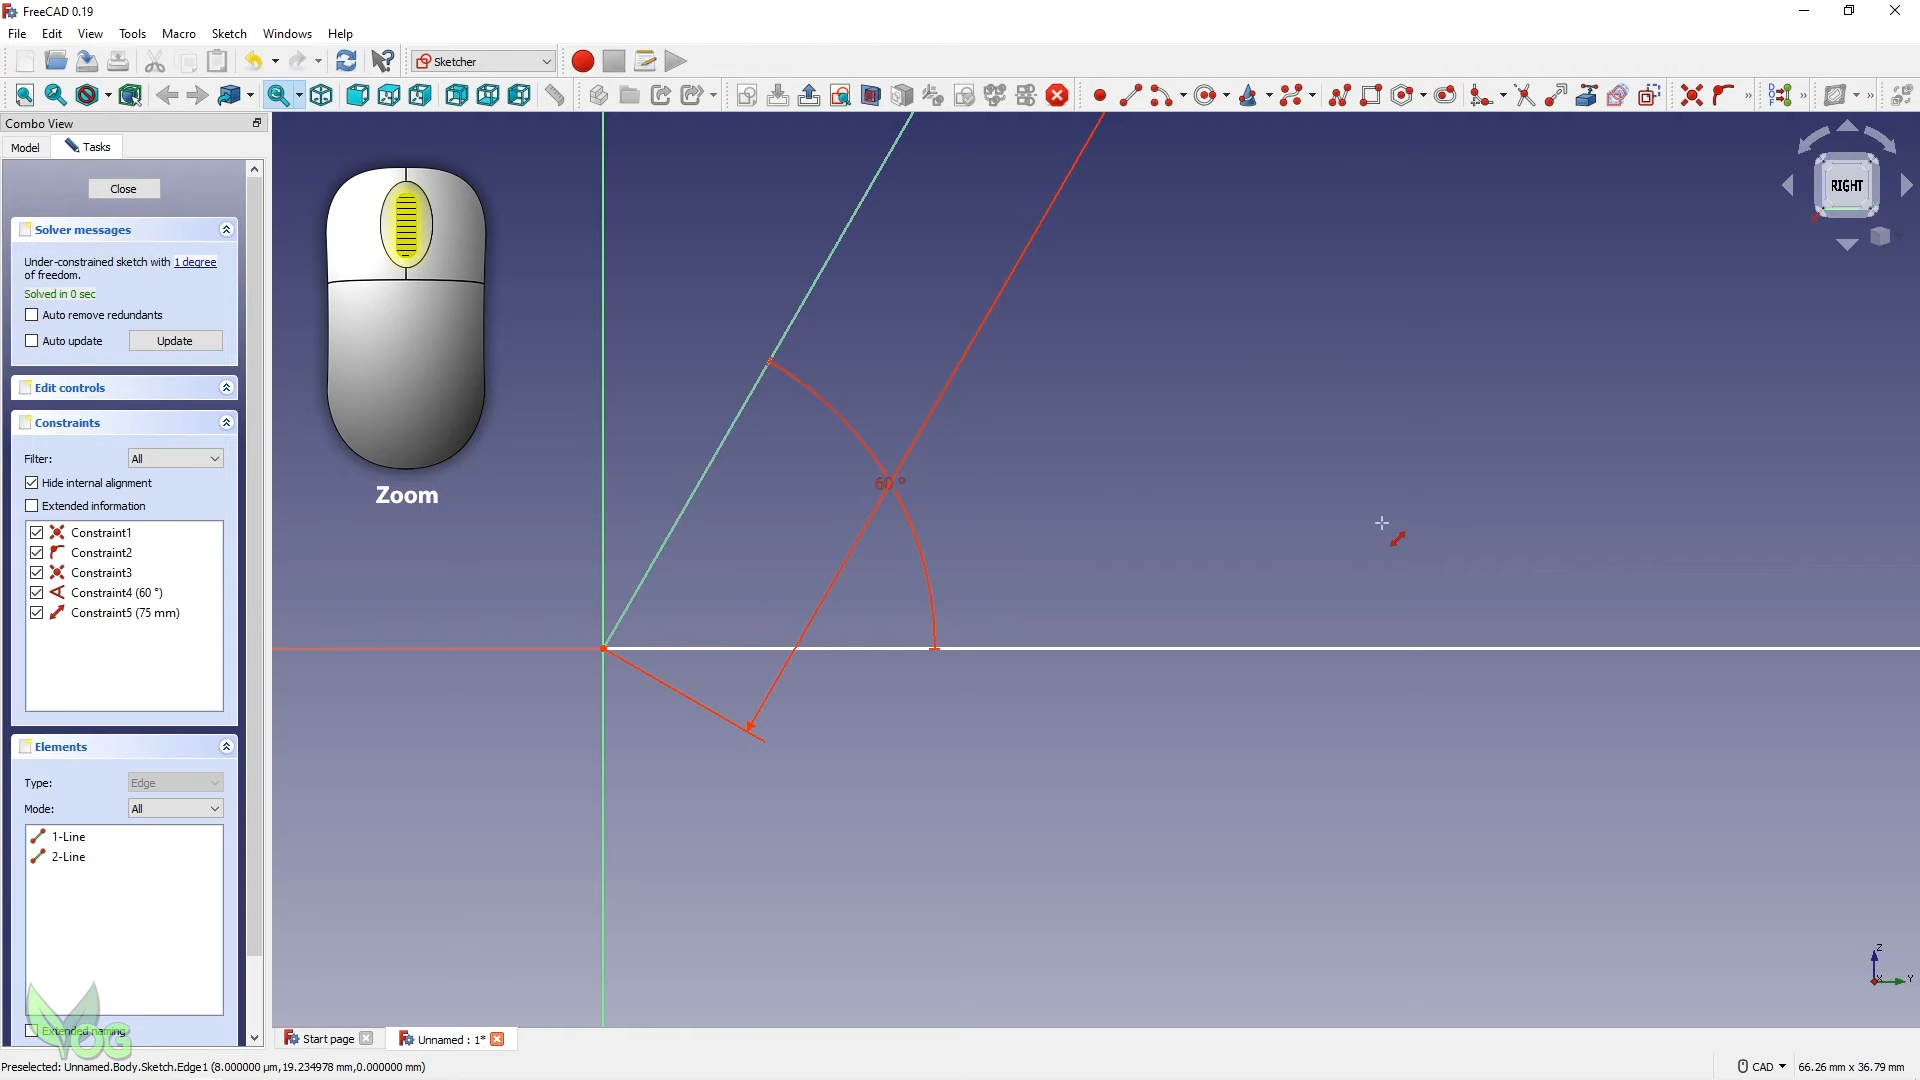 FreeCAD 0.19
File Edit View Tools Macro Sketch Windows Help
Sketcher
Combo View
Model Tasks
Close
Solver messages
Under-constrained sketch with 1 degree
of freedom.
Solved in 0 sec
Auto remove redundants
Auto update Update
Edit controls
Constraints
Filter: All
Hide internal alignment
Extended information
Constraint1
Constraint2
Constraint3
Constraint4 (60 °)
Constraint5 (75 mm)
Elements
Type: Edge
Mode: All
1-Line
2-Line
Extended naming
YOG
Zoom
60 °
RIGHT
Z
X
Y
Start page Unnamed : 1*
Preselected: Unnamed.Body.Sketch.Edge1 (8.000000 µm,19.234978 mm,0.000000 mm)
CAD 66.26 mm x 36.79 mm